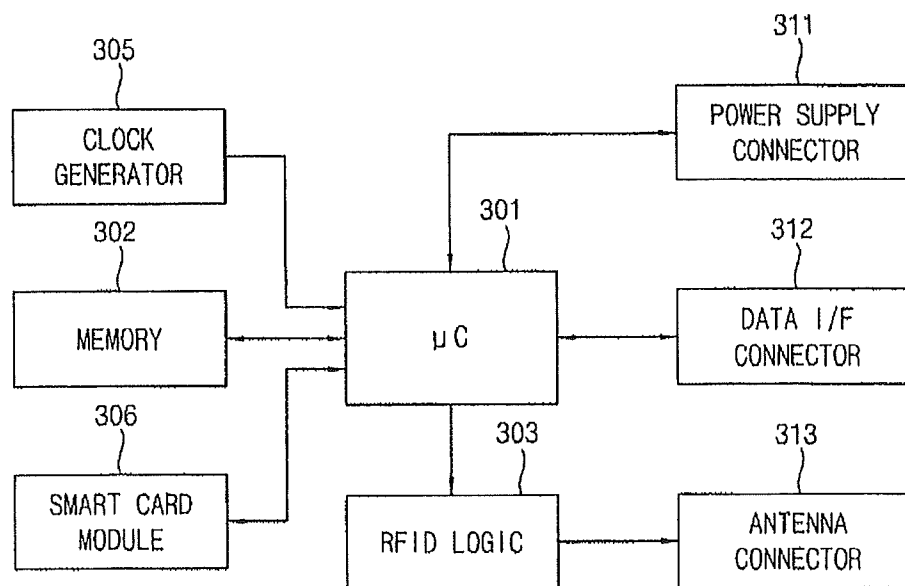 305
CLOCK
GENERATOR
302
MEMORY
306
SMART CARD
MODULE
301
μC
303
RFID LOGIC
311
POWER SUPPLY
CONNECTOR
312
DATA I/F
CONNECTOR
313
ANTENNA
CONNECTOR